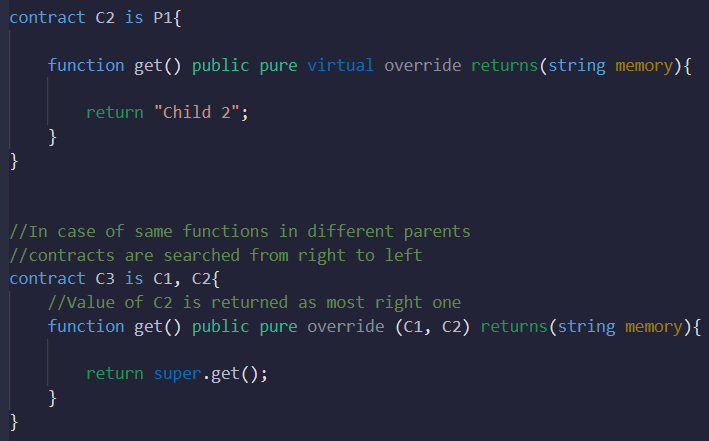 contract C2 is P1{
function get() public pure virtual override returns(string memory){
return "Child 2";
}
}
//In case of same functions in different parents
//contracts are searched from right to left
contract C3 is C1, C2{
//Value of C2 is returned as most right one
function get() public pure override (C1, C2) returns(string memory){
return super.get();
}
}